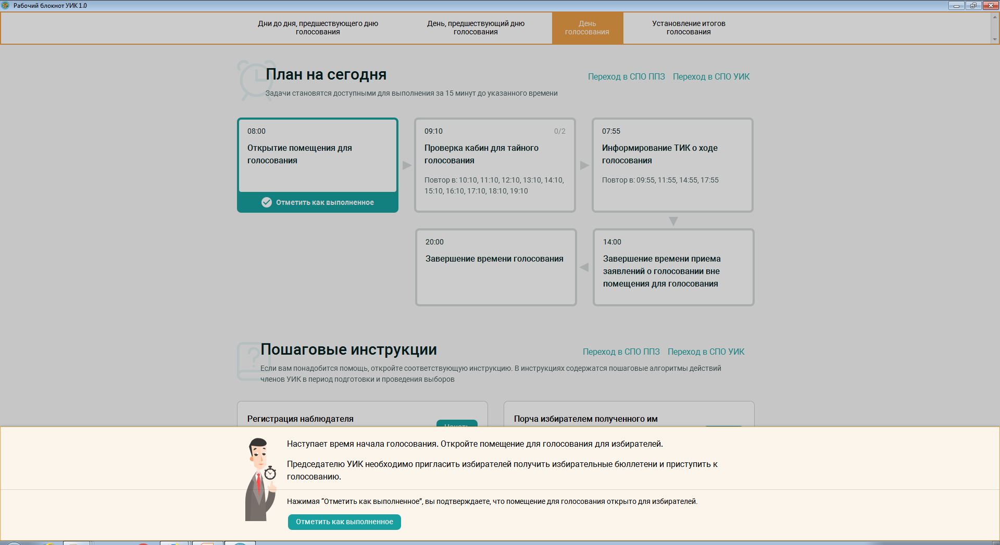 Рабочий блокнот УИК 1.0
Дни до дня, предшествующего дню
голосования
День, предшествующий дню
голосования
День
голосования
Установление итогов
голосования
План на сегодня
Переход в СПО ППЗ
Переход в СПО УИК
Задачи становятся доступными для выполнения за 15 минут до указанного времени
08:00
Открытие помещения для
голосования
Отметить как выполненное
09:10
0/2
Проверка кабин для тайного
голосования
Повтор в: 10:10, 11:10, 12:10, 13:10, 14:10,
15:10, 16:10, 17:10, 18:10, 19:10
07:55
Информирование ТИК о ходе
голосования
Повтор в: 09:55, 11:55, 14:55, 17:55
20:00
Завершение времени голосования
14:00
Завершение времени приема
заявлений о голосовании вне
помещения для голосования
Пошаговые инструкции
Переход в СПО ППЗ
Переход в СПО УИК
Если вам понадобится помощь, откройте соответствующую инструкцию. В инструкциях содержатся пошаговые алгоритмы действий
членов УИК в период подготовки и проведения выборов
Регистрация наблюдателя
Начать
Порча избирателем полученного им
Наступает время начала голосования. Откройте помещение для голосования для избирателей.
Председателю УИК необходимо пригласить избирателей получить избирательные бюллетени и приступить к
голосованию.
Нажимая “Отметить как выполненное”, вы подтверждаете, что помещение для голосования открыто для избирателей.
Отметить как выполненное